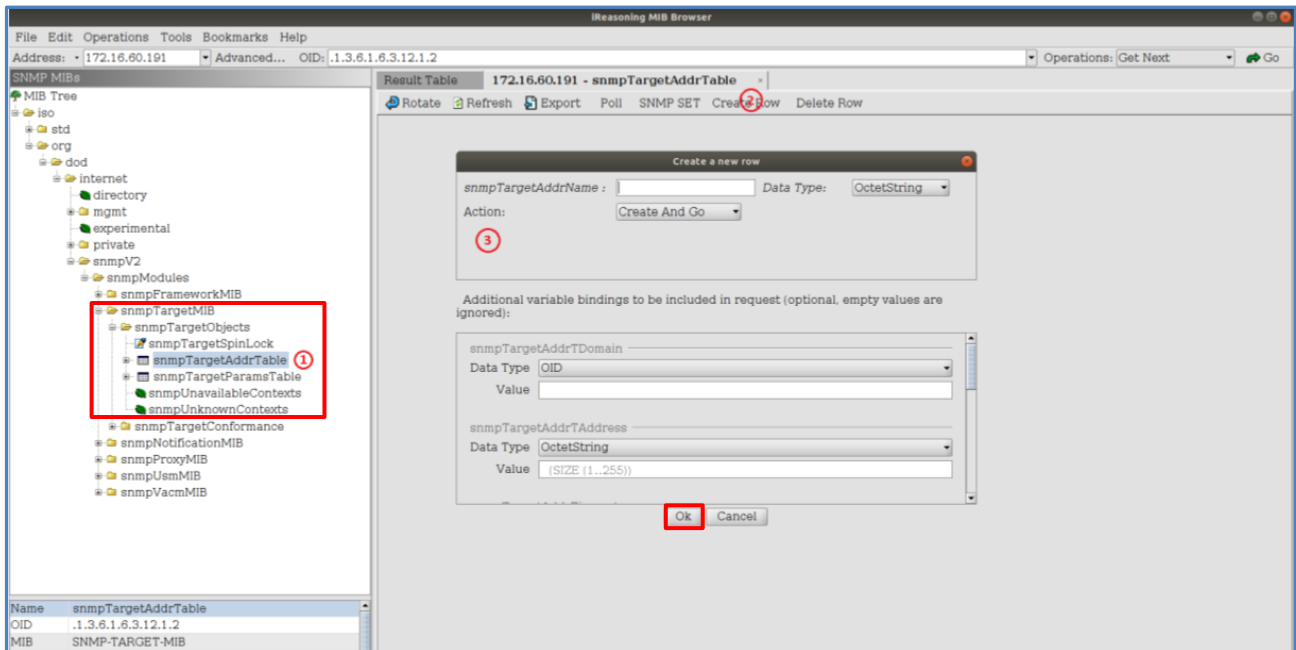 iReasoning MIB Browser
File Edit Operations Tools Bookmarks Help
Address: 172.16.60.191 Advanced... OID: .1.3.6.1.6.3.12.1.2 Operations: Get Next Go
SNMP MIBs
MIB Tree
iso
std
org
dod
internet
directory
mgmt
experimental
private
snmpV2
snmpModules
snmpFrameworkMIB
snmpTargetMIB
snmpTargetObjects
snmpTargetSpinLock
snmpTargetAddrTable 1
snmpTargetParamsTable
snmpUnavailableContexts
snmpUnknownContexts
snmpTargetConformance
snmpNotificationMIB
snmpProxyMIB
snmpUsmMIB
snmpVacmMIB
Name snmpTargetAddrTable
OID .1.3.6.1.6.3.12.1.2
MIB SNMP-TARGET-MIB
Result Table 172.16.60.191 - snmpTargetAddrTable
Rotate Refresh Export Poll SNMP SET Create Row Delete Row
2
Create a new row
snmpTargetAddrName : Data Type: OctetString
Action: Create And Go
3
Additional variable bindings to be included in request (optional, empty values are
ignored):
snmpTargetAddrTDomain
Data Type OID
Value
snmpTargetAddrTAddress
Data Type OctetString
Value (SIZE (1..255))
Ok Cancel